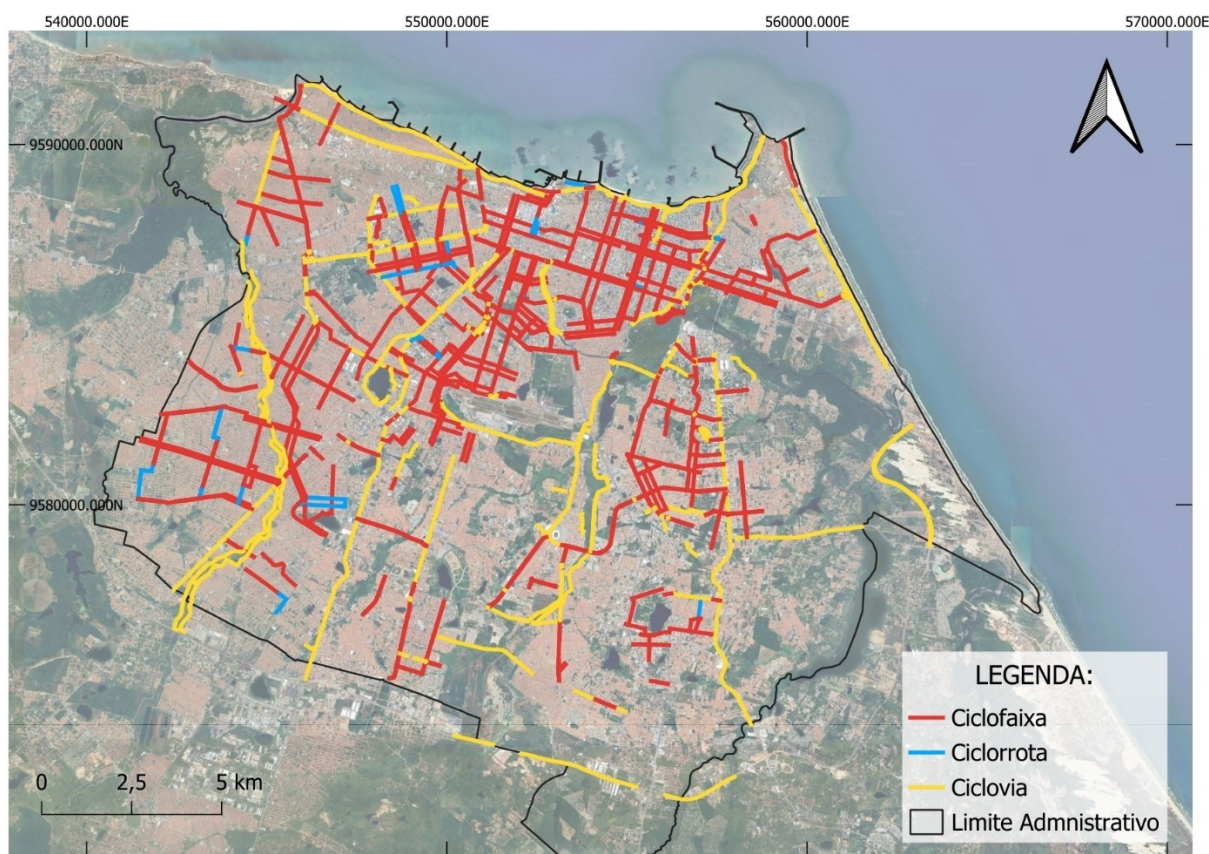 540000.000E
550000.000E
560000.000E
570000.000E
9590000.000N
9580000.000N
LEGENDA:
Ciclofaixa
Ciclorrota
Ciclovia
Limite Admnistrativo
0 2,5 5 km